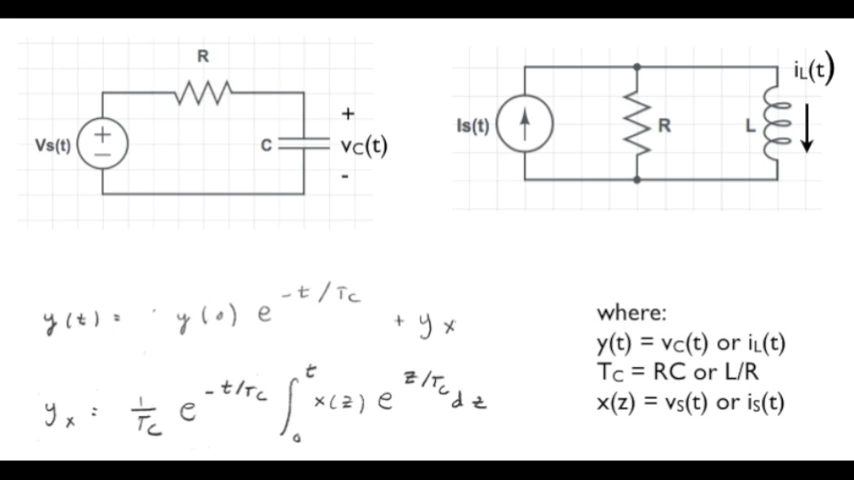 R
+
Vs(t)
+
−
C
vC(t)
-
Is(t)
R
L
iL(t)
y(t) = y(0) e^{-t/TC} + yx
yx = 1/TC e^{-t/TC} ∫₀ᵗ x(z) e^{z/TC} dz
where:
y(t) = vC(t) or iL(t)
TC = RC or L/R
x(z) = vS(t) or iS(t)